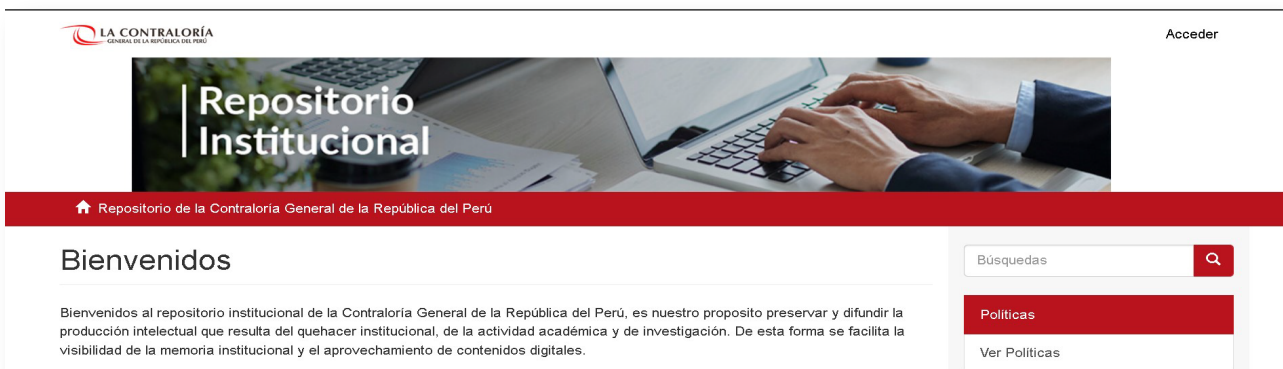 LA CONTRALORÍA
GENERAL DE LA REPÚBLICA DEL PERÚ
Acceder
Repositorio
Institucional
Repositorio de la Contraloría General de la República del Perú
Bienvenidos
Búsquedas
Bienvenidos al repositorio institucional de la Contraloría General de la República del Perú, es nuestro proposito preservar y difundir la
producción intelectual que resulta del quehacer institucional, de la actividad académica y de investigación. De esta forma se facilita la
visibilidad de la memoria institucional y el aprovechamiento de contenidos digitales.
Políticas
Ver Políticas